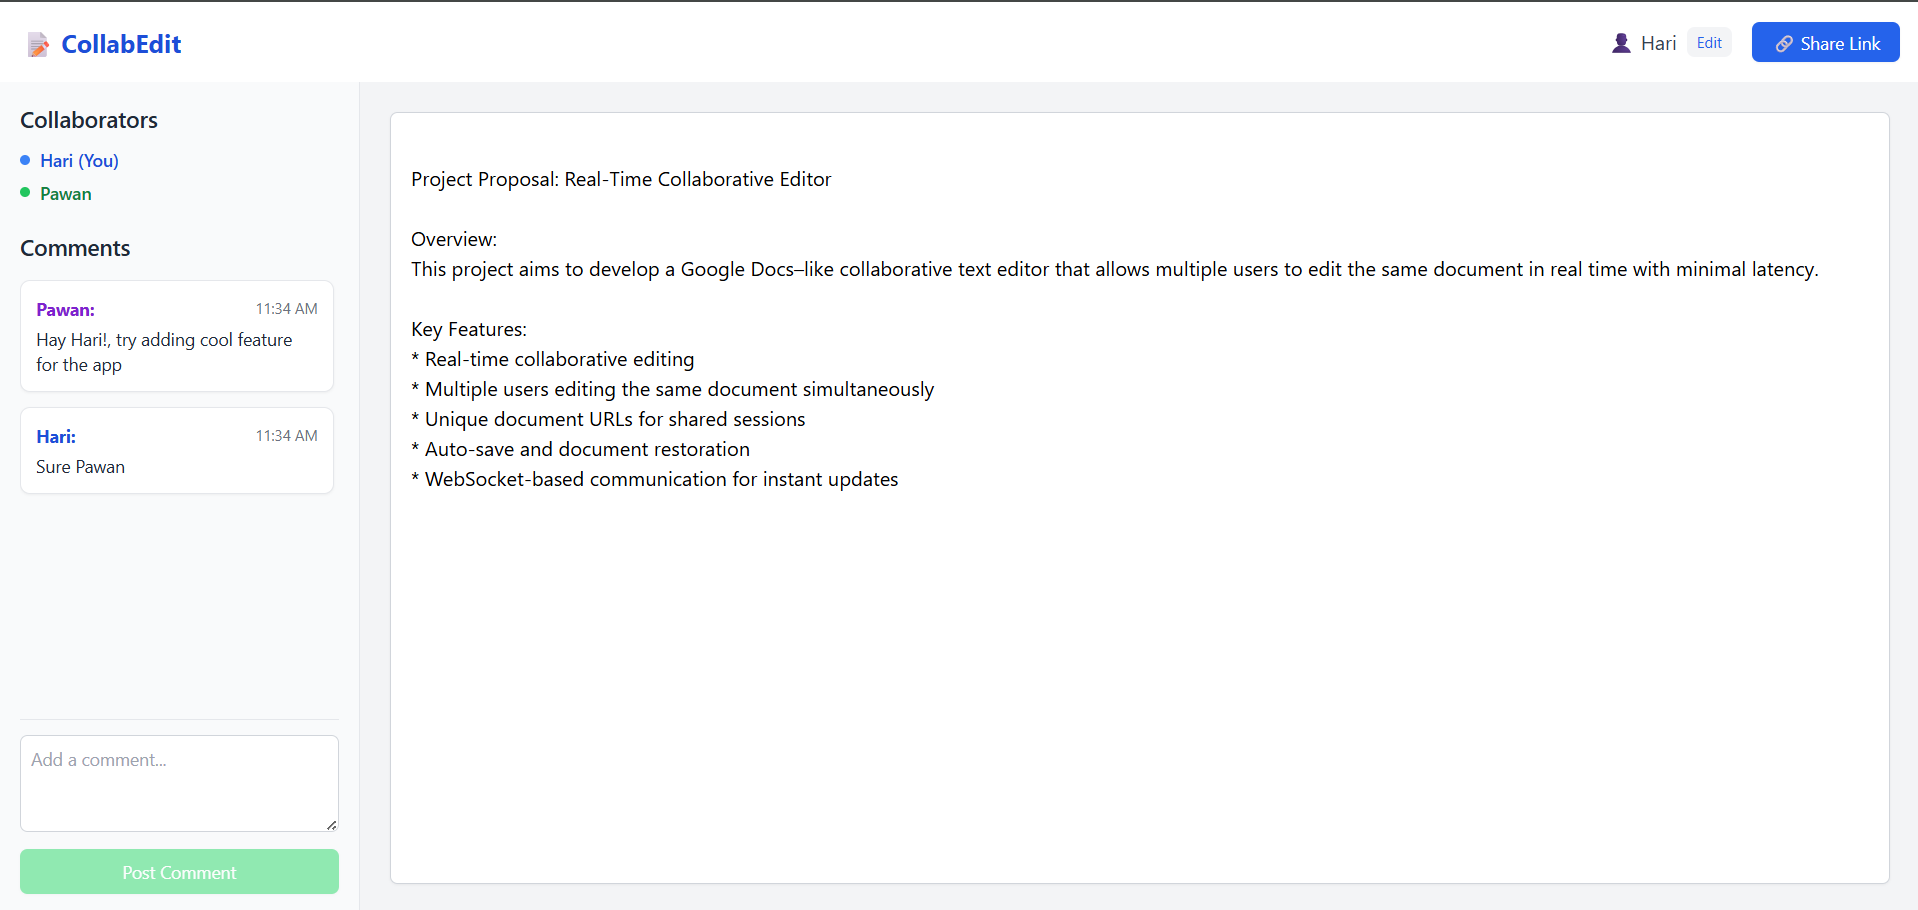 CollabEdit
Hari Edit Share Link
Collaborators
Hari (You)
Pawan
Comments
Pawan: 11:34 AM
Hay Hari!, try adding cool feature
for the app
Hari: 11:34 AM
Sure Pawan
Add a comment...
Post Comment
Project Proposal: Real-Time Collaborative Editor
Overview:
This project aims to develop a Google Docs–like collaborative text editor that allows multiple users to edit the same document in real time with minimal latency.
Key Features:
* Real-time collaborative editing
* Multiple users editing the same document simultaneously
* Unique document URLs for shared sessions
* Auto-save and document restoration
* WebSocket-based communication for instant updates